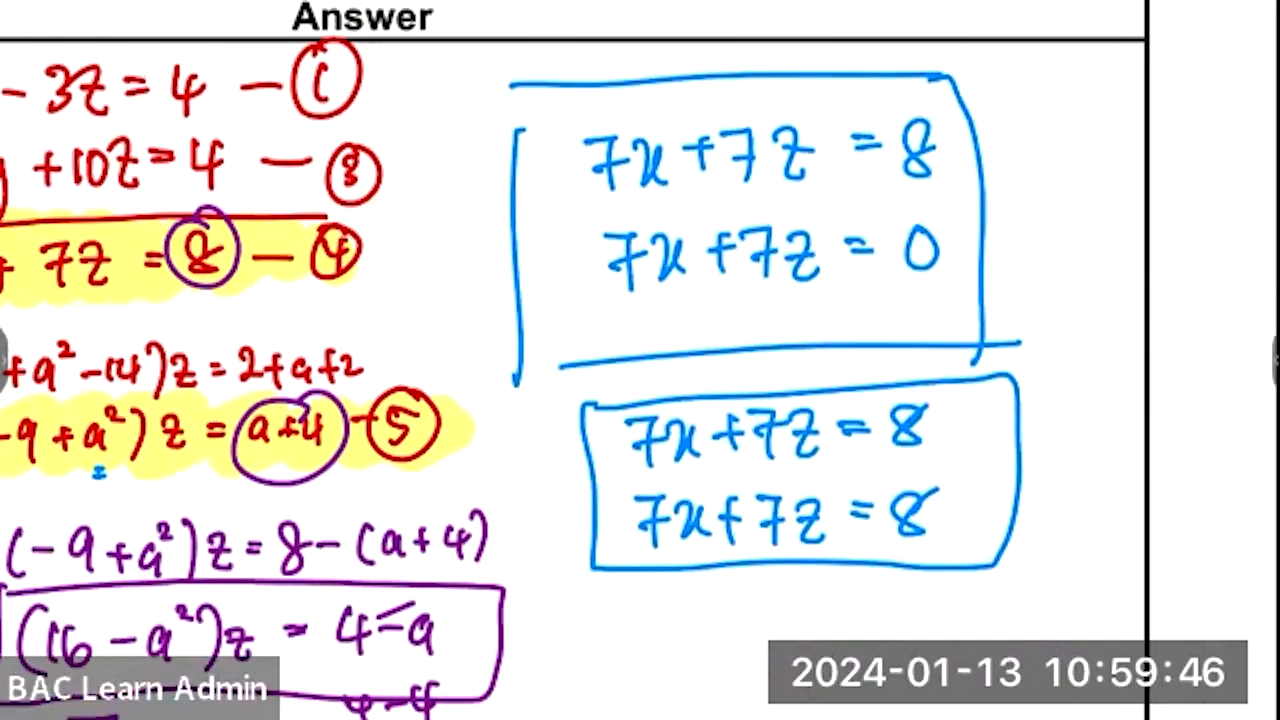 Answer
- 3z = 4 — ①
+10z = 4 — ③
+ 7z = 8 — ④
+a²-14)z = 2+a+2
-9+a²) z = a+4 - ⑤
(-9+a²) z = 8-(a+4)
(16-a²)z = 4-a
4-4
7x+7z = 8
7x+7z = 0
7x+7z = 8
7x+7z = 8
BAC Learn Admin
2024-01-13 10:59:46